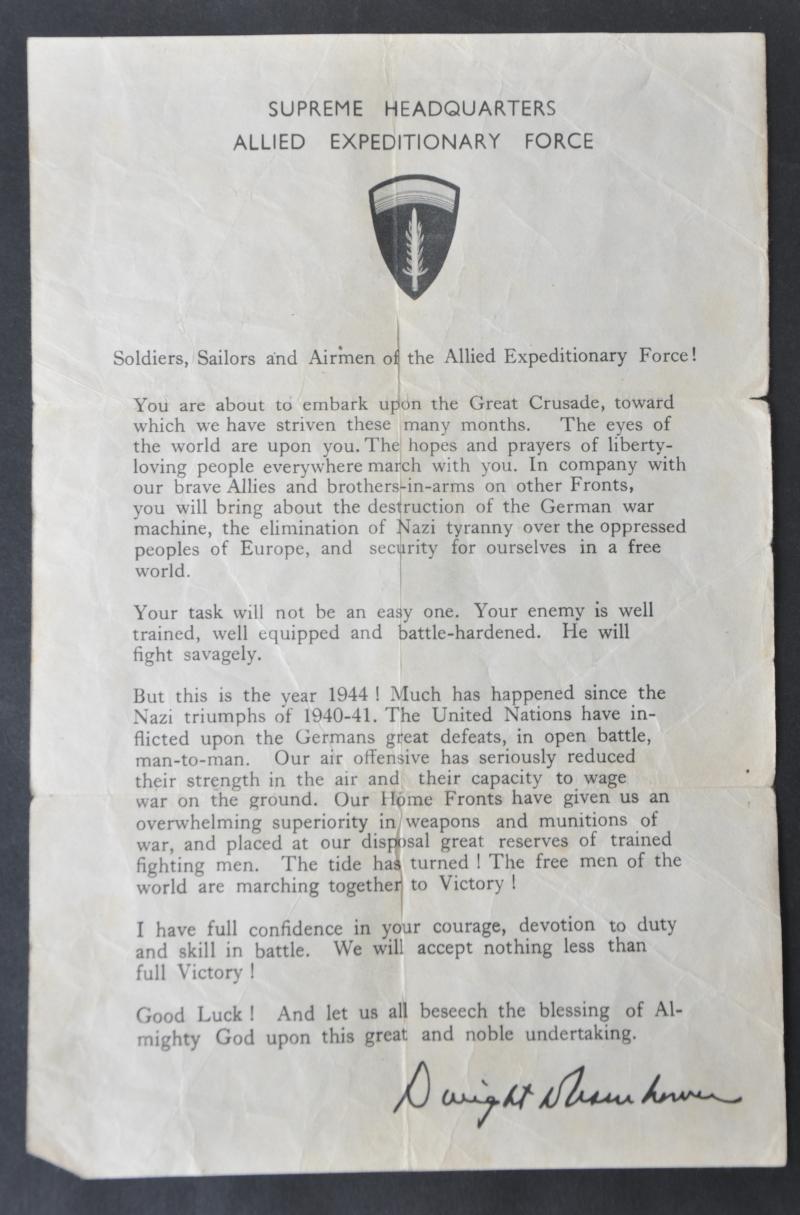 SUPREME HEADQUARTERS
ALLIED EXPEDITIONARY FORCE
Soldiers, Sailors and Airmen of the Allied Expeditionary Force!
You are about to embark upon the Great Crusade, toward
which we have striven these many months. The eyes of
the world are upon you. The hopes and prayers of liberty-
loving people everywhere march with you. In company with
our brave Allies and brothers-in-arms on other Fronts,
you will bring about the destruction of the German war
machine, the elimination of Nazi tyranny over the oppressed
peoples of Europe, and security for ourselves in a free
world.
Your task will not be an easy one. Your enemy is well
trained, well equipped and battle-hardened. He will
fight savagely.
But this is the year 1944 ! Much has happened since the
Nazi triumphs of 1940-41. The United Nations have in-
flicted upon the Germans great defeats, in open battle,
man-to-man. Our air offensive has seriously reduced
their strength in the air and their capacity to wage
war on the ground. Our Home Fronts have given us an
overwhelming superiority in weapons and munitions of
war, and placed at our disposal great reserves of trained
fighting men. The tide has turned ! The free men of the
world are marching together to Victory !
I have full confidence in your courage, devotion to duty
and skill in battle. We will accept nothing less than
full Victory !
Good Luck ! And let us all beseech the blessing of Al-
mighty God upon this great and noble undertaking.
Dwight D Eisenhower